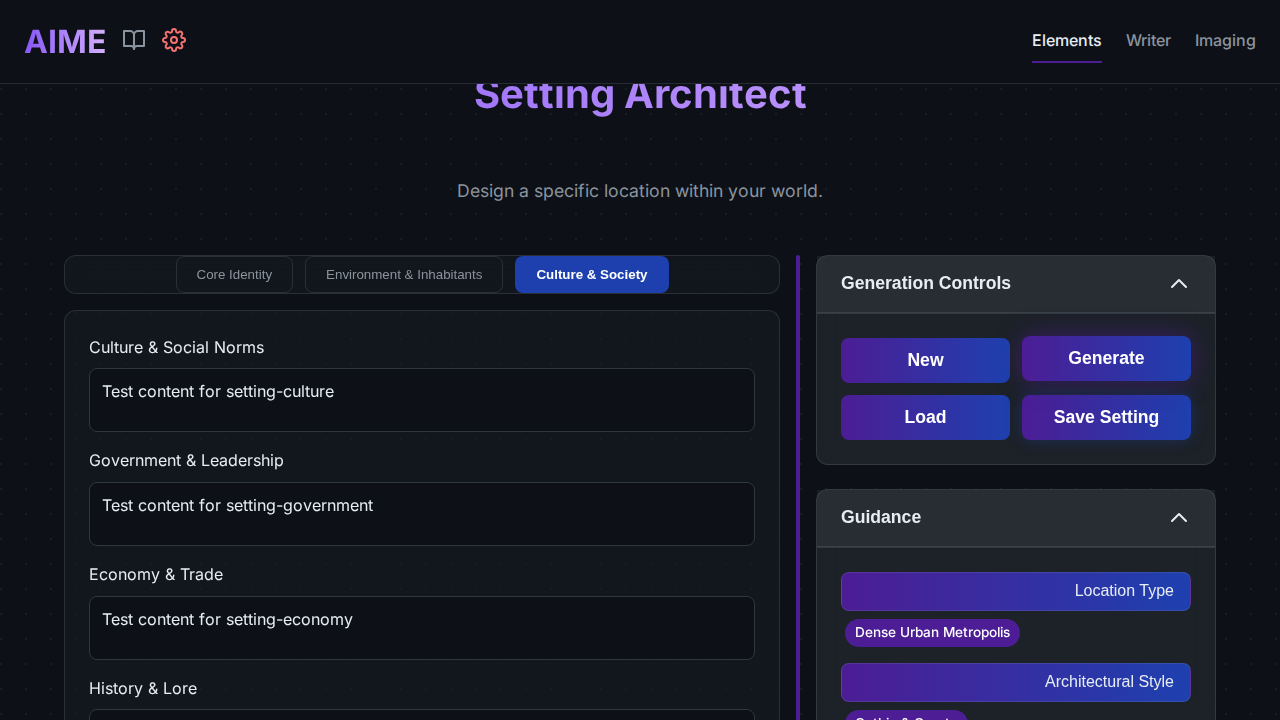 AIME
Elements
Writer
Imaging
Setting Architect
Design a specific location within your world.
Core Identity
Environment & Inhabitants
Culture & Society
Culture & Social Norms
Test content for setting-culture
Government & Leadership
Test content for setting-government
Economy & Trade
Test content for setting-economy
History & Lore
Generation Controls
New
Generate
Load
Save Setting
Guidance
Location Type
Dense Urban Metropolis
Architectural Style